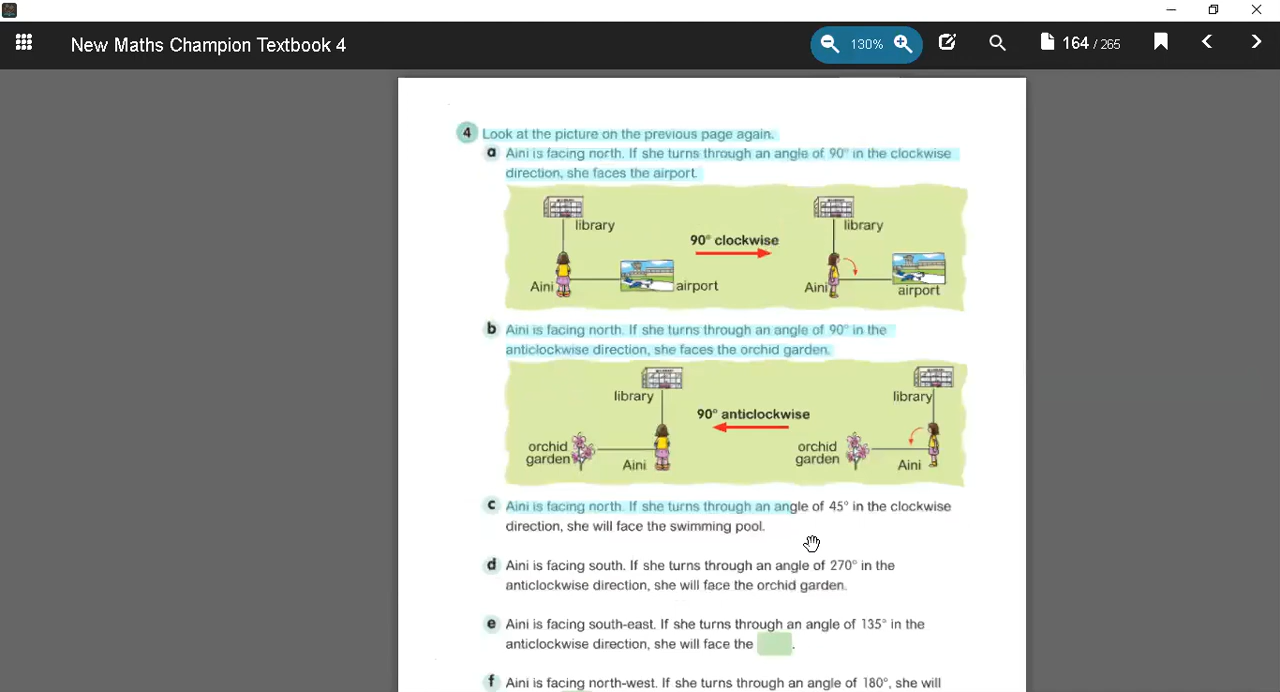 New Maths Champion Textbook 4
130%
164 / 265
4 Look at the picture on the previous page again.
a Aini is facing north. If she turns through an angle of 90° in the clockwise
direction, she faces the airport.
library
90° clockwise
Aini
airport
library
Aini
airport
b Aini is facing north. If she turns through an angle of 90° in the
anticlockwise direction, she faces the orchid garden.
library
90° anticlockwise
orchid
garden
Aini
library
orchid
garden
Aini
c Aini is facing north. If she turns through an angle of 45° in the clockwise
direction, she will face the swimming pool.
d Aini is facing south. If she turns through an angle of 270° in the
anticlockwise direction, she will face the orchid garden.
e Aini is facing south-east. If she turns through an angle of 135° in the
anticlockwise direction, she will face the .
f Aini is facing north-west. If she turns through an angle of 180°, she will